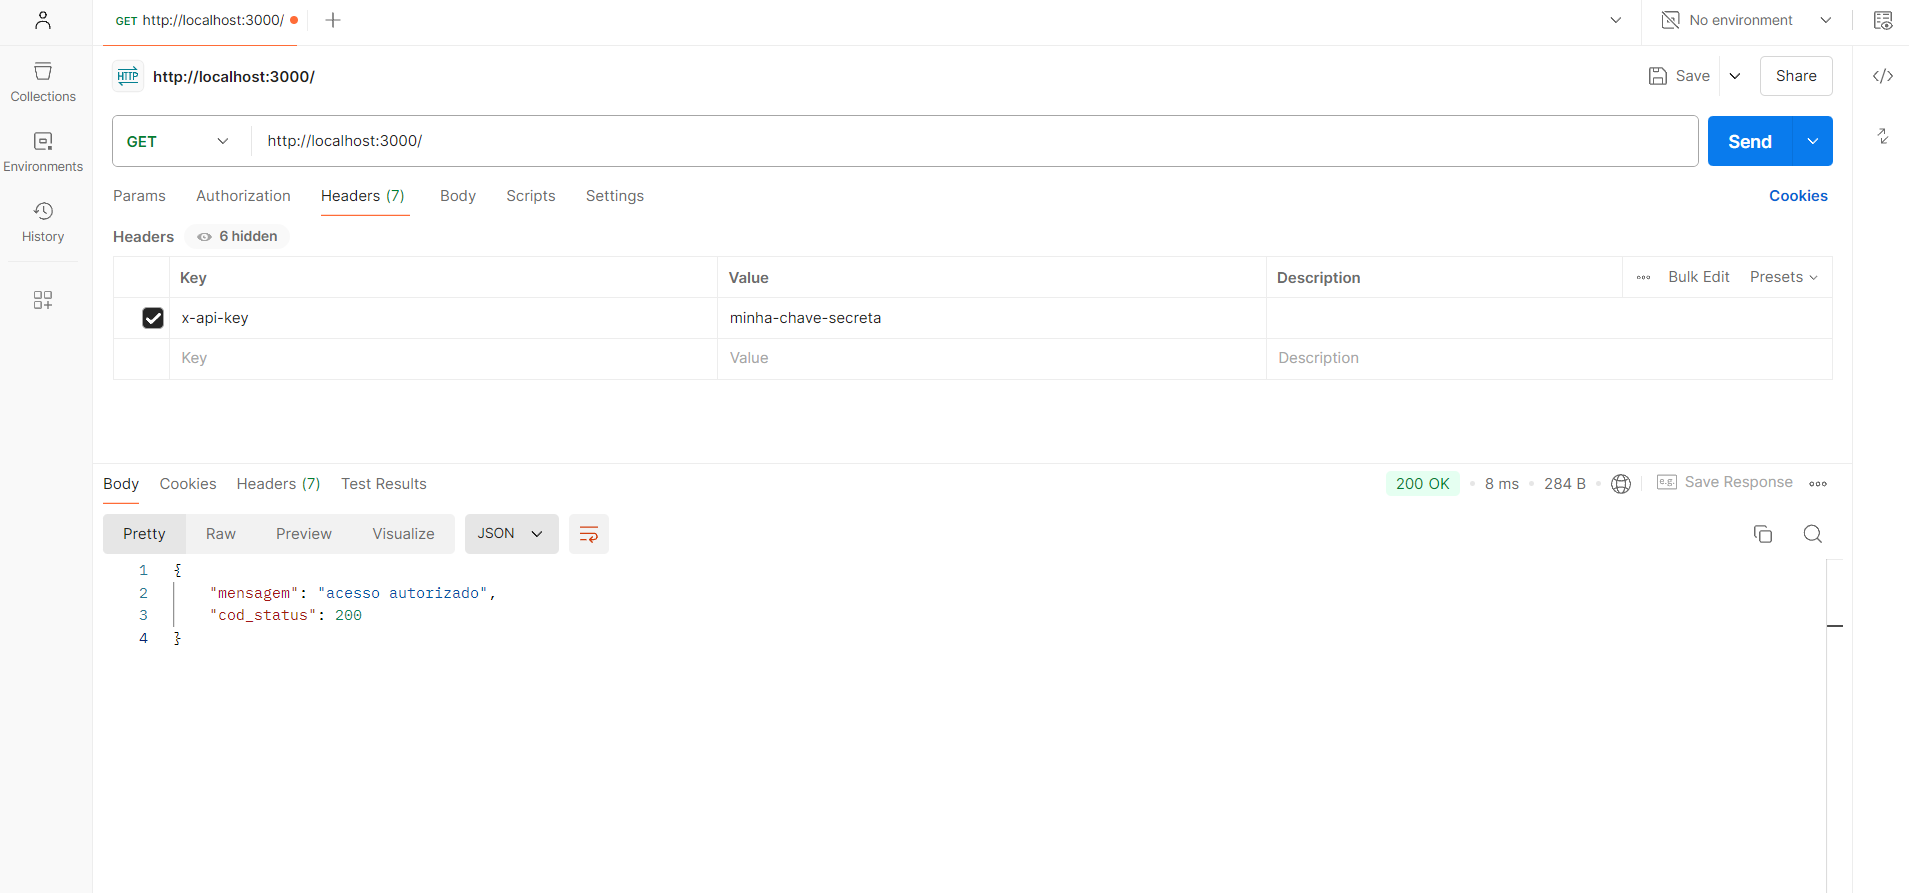 GET http://localhost:3000/
No environment
HTTP http://localhost:3000/
Save
Share
Collections
Environments
History
GET http://localhost:3000/
Send
Params Authorization Headers (7) Body Scripts Settings
Cookies
Headers 6 hidden
Key Value Description Bulk Edit Presets
x-api-key minha-chave-secreta
Key Value Description
Body Cookies Headers (7) Test Results
200 OK 8 ms 284 B e.g. Save Response
Pretty Raw Preview Visualize JSON
1 {
2 "mensagem": "acesso autorizado",
3 "cod_status": 200
4 }